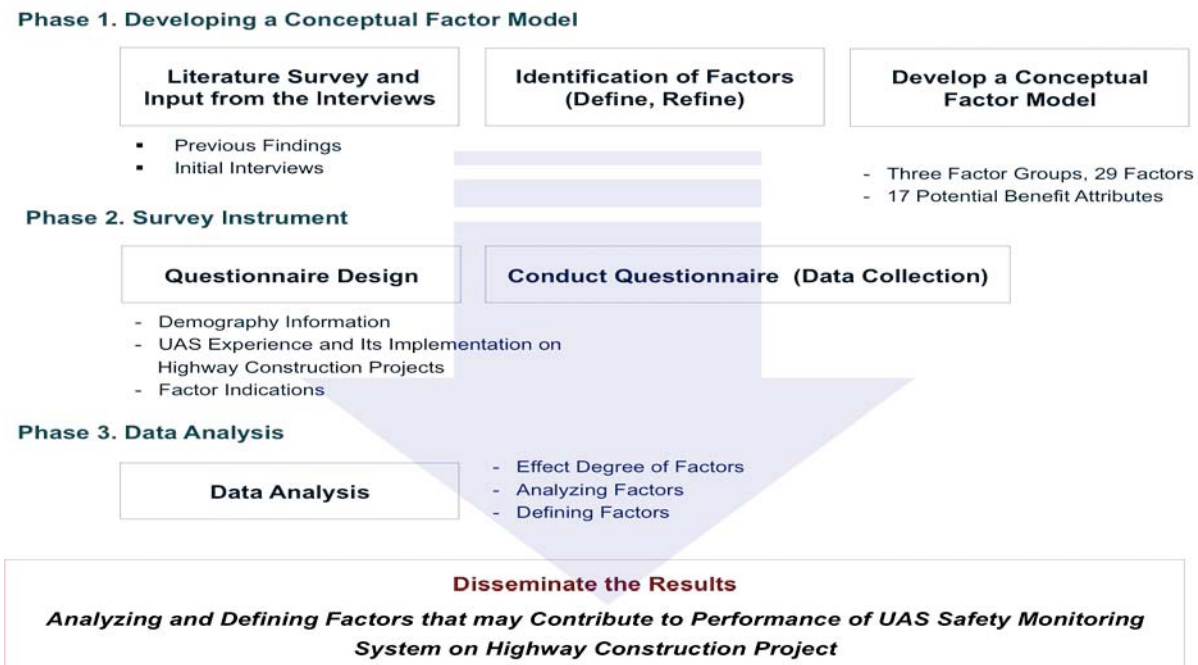 Phase 1. Developing a Conceptual Factor Model
Literature Survey and
Input from the Interviews
Identification of Factors
(Define, Refine)
Develop a Conceptual
Factor Model
▪ Previous Findings
▪ Initial Interviews
- Three Factor Groups, 29 Factors
- 17 Potential Benefit Attributes
Phase 2. Survey Instrument
Questionnaire Design
Conduct Questionnaire (Data Collection)
- Demography Information
- UAS Experience and Its Implementation on
Highway Construction Projects
- Factor Indications
Phase 3. Data Analysis
Data Analysis
- Effect Degree of Factors
- Analyzing Factors
- Defining Factors
Disseminate the Results
Analyzing and Defining Factors that may Contribute to Performance of UAS Safety Monitoring
System on Highway Construction Project